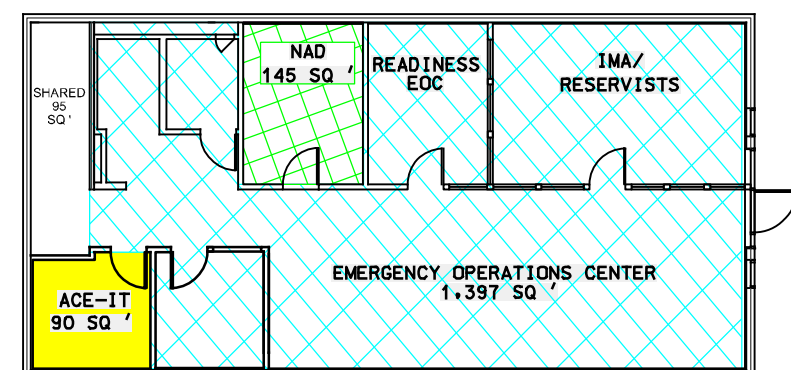 NAD
145 SQ '
READINESS
EOC
IMA/
RESERVISTS
SHARED
95
SQ '
EMERGENCY OPERATIONS CENTER
1,397 SQ '
ACE-IT
90 SQ '